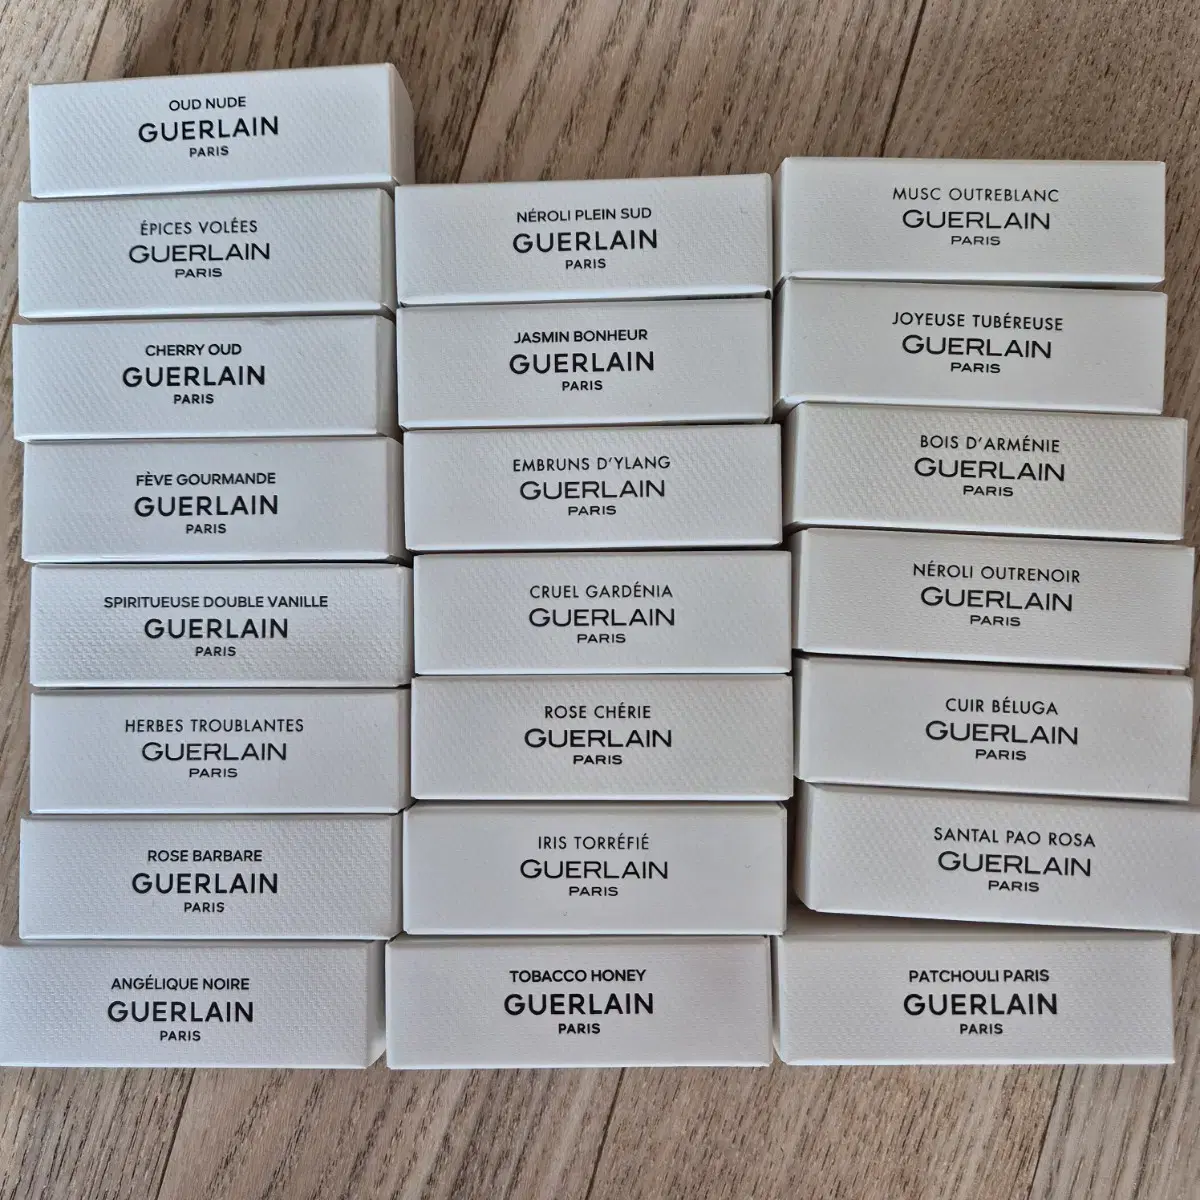 OUD NUDE
GUERLAIN
PARIS
ÉPICES VOLÉES
GUERLAIN
PARIS
CHERRY OUD
GUERLAIN
PARIS
FÈVE GOURMANDE
GUERLAIN
PARIS
SPIRITUEUSE DOUBLE VANILLE
GUERLAIN
PARIS
HERBES TROUBLANTES
GUERLAIN
PARIS
ROSE BARBARE
GUERLAIN
PARIS
ANGÉLIQUE NOIRE
GUERLAIN
PARIS
NÉROLI PLEIN SUD
GUERLAIN
PARIS
JASMIN BONHEUR
GUERLAIN
PARIS
EMBRUNS D'YLANG
GUERLAIN
PARIS
CRUEL GARDÉNIA
GUERLAIN
PARIS
ROSE CHÉRIE
GUERLAIN
PARIS
IRIS TORRÉFIÉ
GUERLAIN
PARIS
TOBACCO HONEY
GUERLAIN
PARIS
MUSC OUTREBLANC
GUERLAIN
PARIS
JOYEUSE TUBÉREUSE
GUERLAIN
PARIS
BOIS D'ARMÉNIE
GUERLAIN
PARIS
NÉROLI OUTRENOIR
GUERLAIN
PARIS
CUIR BÉLUGA
GUERLAIN
PARIS
SANTAL PAO ROSA
GUERLAIN
PARIS
PATCHOULI PARIS
GUERLAIN
PARIS